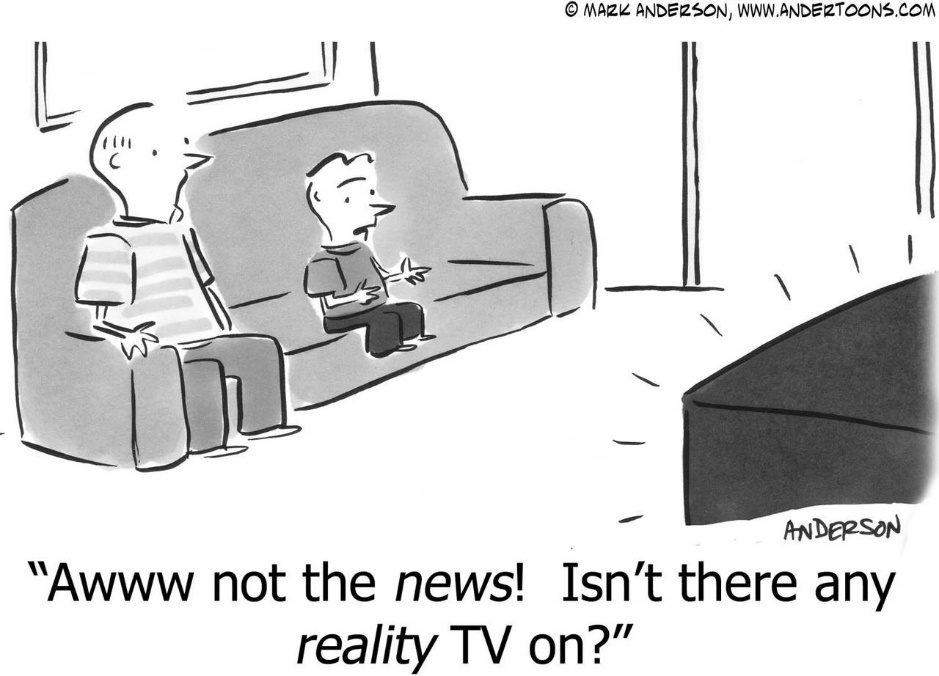 © MARK ANDERSON, WWW.ANDERTOONS.COM
ANDERSON
“Awww not the news!  Isn’t there any
reality TV on?”